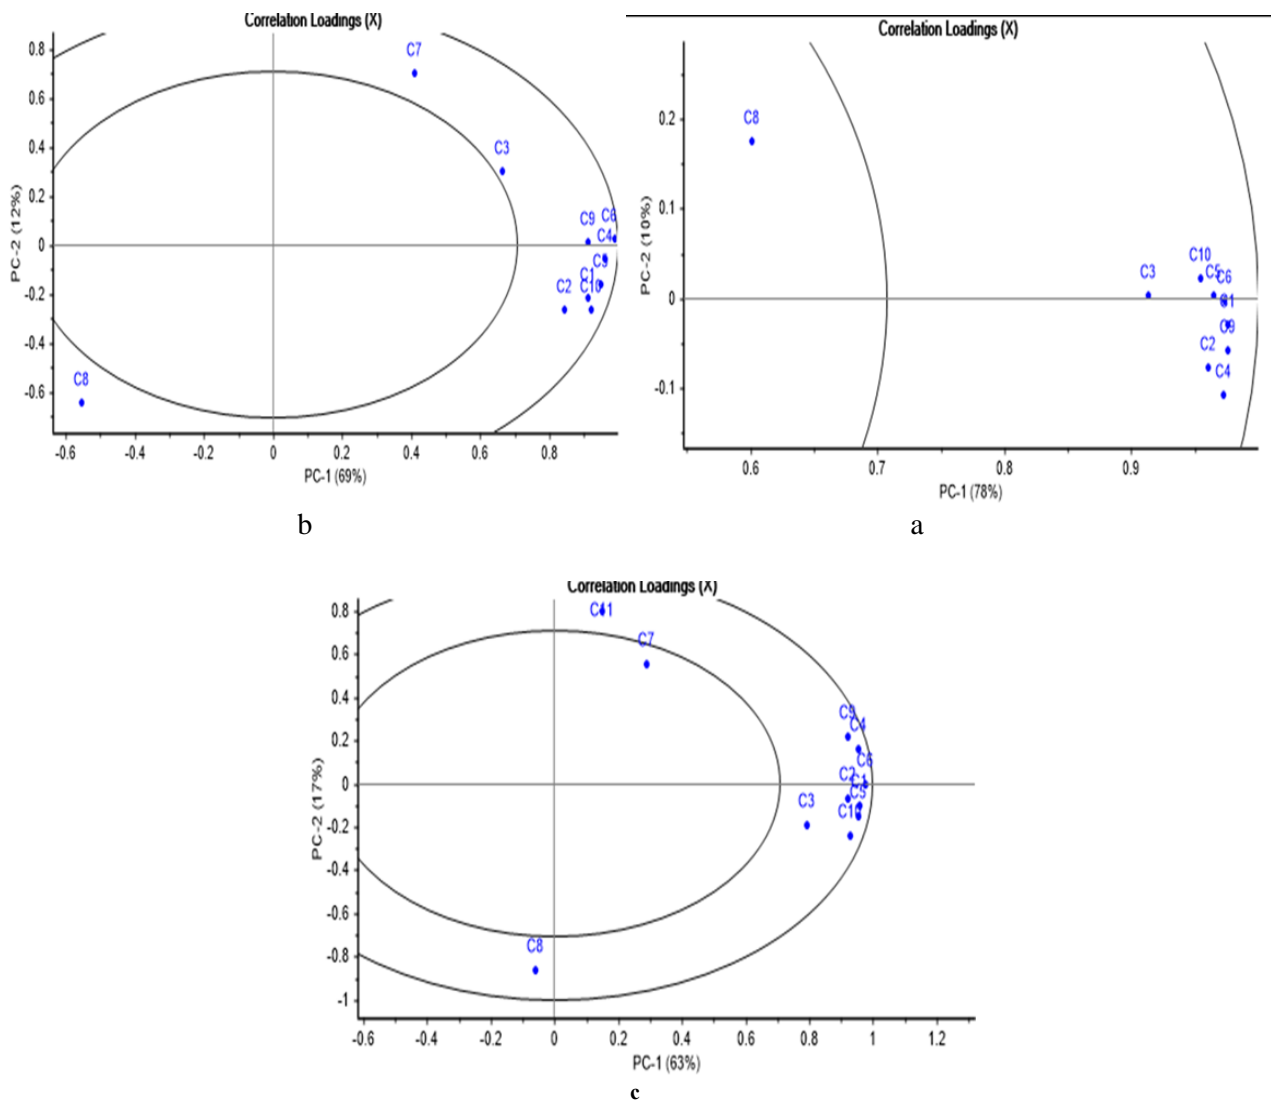 Correlation Loadings (X)
PC-2 (12%)
0.8
0.6
0.4
0.2
0
-0.2
-0.4
-0.6
C7
C3
C9
C6
C4
C5
C1
C2
C10
C8
-0.6
-0.4
-0.2
0
0.2
0.4
0.6
0.8
PC-1 (69%)
b
Correlation Loadings (X)
PC-2 (10%)
0.2
0.1
0
-0.1
C8
C10
C3
C5
C6
C1
C9
C2
C4
0.6
0.7
0.8
0.9
PC-1 (78%)
a
Correlation Loadings (X)
PC-2 (17%)
0.8
0.6
0.4
0.2
0
-0.2
-0.4
-0.6
-0.8
-1
C11
C7
C9
C4
C6
C2
C1
C5
C3
C10
C8
-0.6
-0.4
-0.2
0
0.2
0.4
0.6
0.8
1
1.2
PC-1 (63%)
c